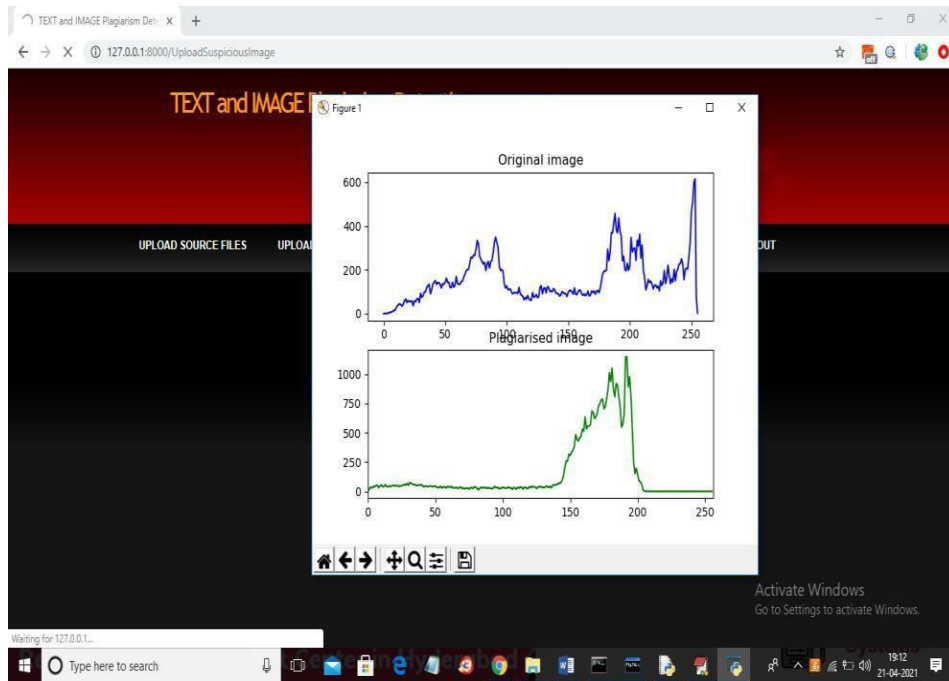 TEXT and IMAGE Plagiarism Dete
127.0.0.1:8000/UploadSuspiciousImage
TEXT and IMAGE
Figure 1
UPLOAD SOURCE FILES
Original image
600
400
200
0
0 50 100 150 200 250
Plagiarised image
1000
750
500
250
0
0 50 100 150 200 250
Activate Windows
Go to Settings to activate Windows.
Waiting for 127.0.0.1...
Type here to search
19:12
21-04-2021